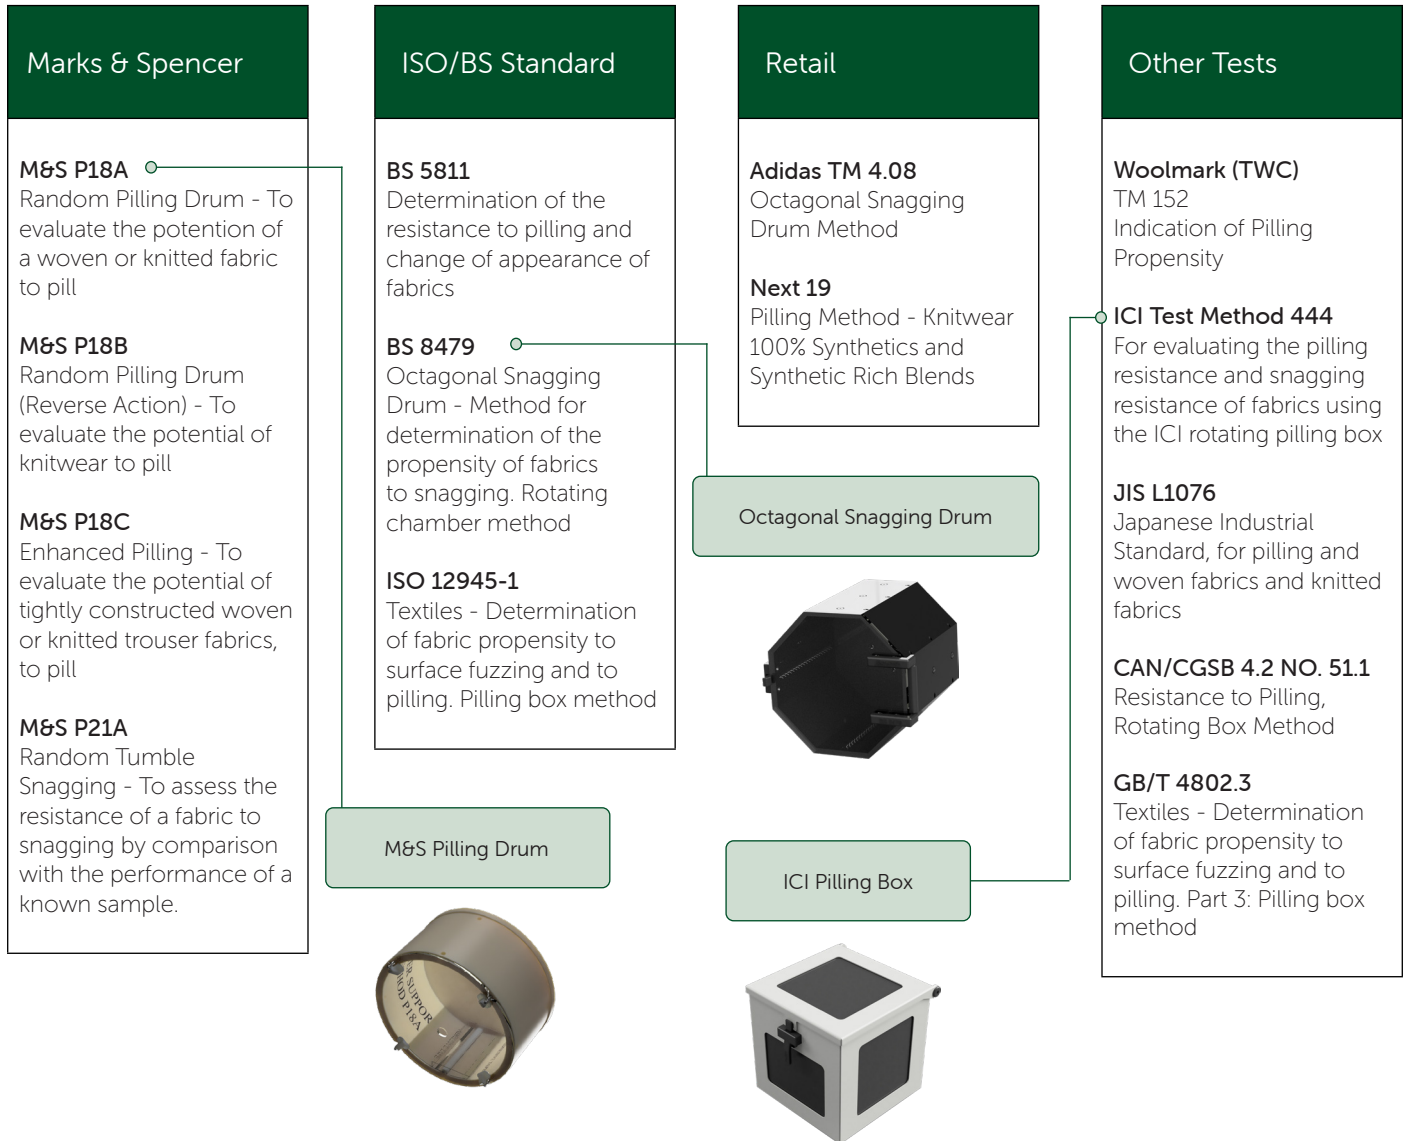 Marks & Spencer
M&S P18A
Random Pilling Drum - To
evaluate the potention of
a woven or knitted fabric
to pill
M&S P18B
Random Pilling Drum
(Reverse Action) - To
evaluate the potential of
knitwear to pill
M&S P18C
Enhanced Pilling - To
evaluate the potential of
tightly constructed woven
or knitted trouser fabrics,
to pill
M&S P21A
Random Tumble
Snagging - To assess the
resistance of a fabric to
snagging by comparison
with the performance of a
known sample.
ISO/BS Standard
BS 5811
Determination of the
resistance to pilling and
change of appearance of
fabrics
BS 8479
Octagonal Snagging
Drum - Method for
determination of the
propensity of fabrics
to snagging. Rotating
chamber method
ISO 12945-1
Textiles - Determination
of fabric propensity to
surface fuzzing and to
pilling. Pilling box method
Retail
Adidas TM 4.08
Octagonal Snagging
Drum Method
Next 19
Pilling Method - Knitwear
100% Synthetics and
Synthetic Rich Blends
Other Tests
Woolmark (TWC)
TM 152
Indication of Pilling
Propensity
ICI Test Method 444
For evaluating the pilling
resistance and snagging
resistance of fabrics using
the ICI rotating pilling box
JIS L1076
Japanese Industrial
Standard, for pilling and
woven fabrics and knitted
fabrics
CAN/CGSB 4.2 NO. 51.1
Resistance to Pilling,
Rotating Box Method
GB/T 4802.3
Textiles - Determination
of fabric propensity to
surface fuzzing and to
pilling. Part 3: Pilling box
method
Octagonal Snagging Drum
M&S Pilling Drum
ICI Pilling Box
P18A